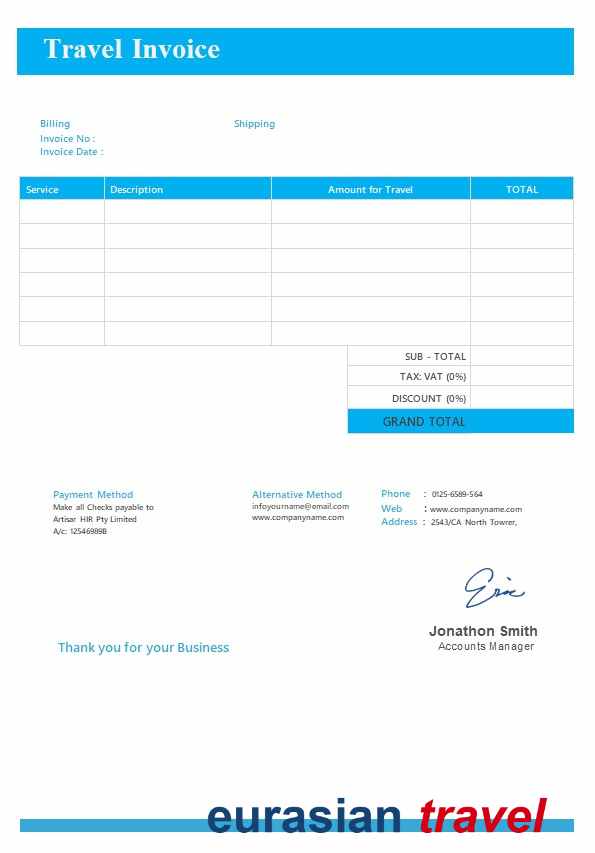 Travel Invoice
Billing
Shipping
Invoice No :
Invoice Date :
Service Description Amount for Travel TOTAL
SUB - TOTAL
TAX: VAT (0%)
DISCOUNT (0%)
GRAND TOTAL
Payment Method
Make all Checks payable to
Artisar HIR Pty Limited
A/c: 12546989B
Alternative Method
infoyourname@email.com
www.companyname.com
Phone : 0125-6589-564
Web : www.companyname.com
Address : 2543/CA North Towrer,
Eric
Jonathon Smith
Accounts Manager
Thank you for your Business
eurasian travel